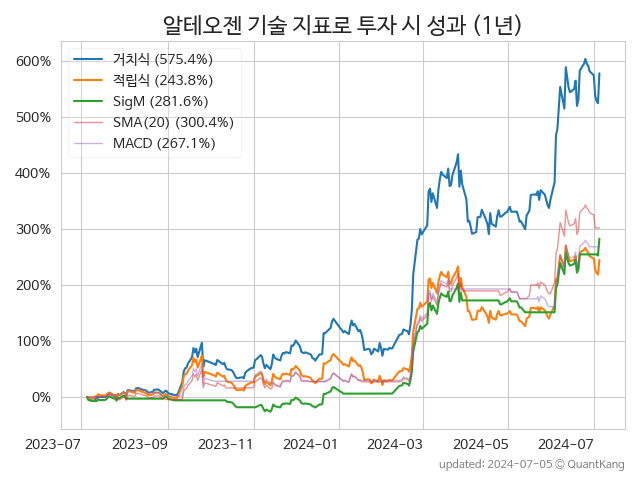 알테오젠 기술 지표로 투자 시 성과 (1년)
거치식 (575.4%)
적립식 (243.8%)
SigM (281.6%)
SMA(20) (300.4%)
MACD (267.1%)
600%
500%
400%
300%
200%
100%
0%
2023-07 2023-09 2023-11 2024-01 2024-03 2024-05 2024-07
updated: 2024-07-05 © QuantKang